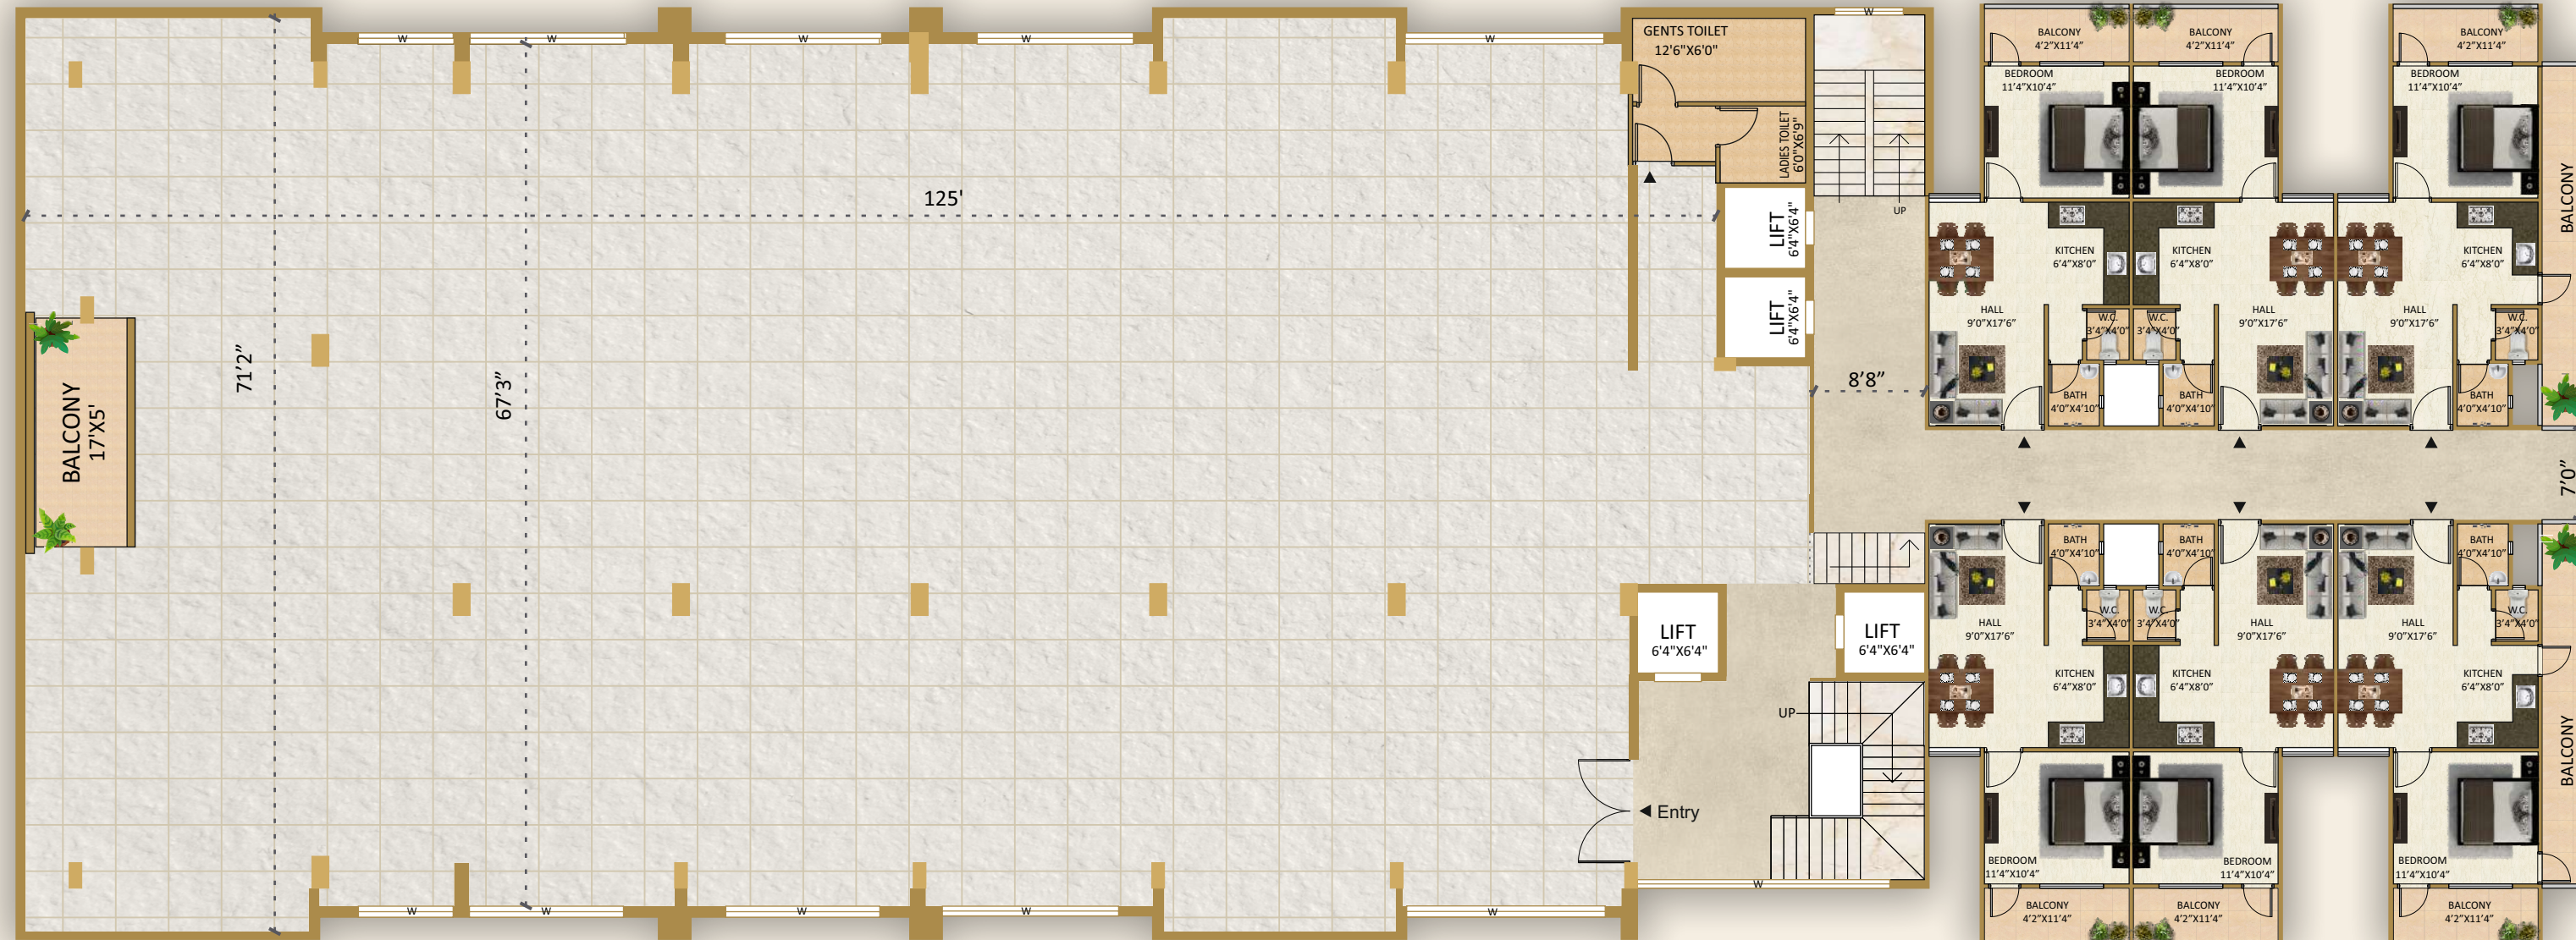 W
W
W
W
W
W
GENTS TOILET
12'6"X6'0"
LADIES TOILET
6'0"X6'9"
125'
71'2"
67'3"
BALCONY
17'X5'
LIFT
6'4"X6'4"
LIFT
6'4"X6'4"
UP
8'8"
LIFT
6'4"X6'4"
LIFT
6'4"X6'4"
UP
Entry
W
W
W
W
W
W
BALCONY
4'2"X11'4"
BALCONY
4'2"X11'4"
BALCONY
4'2"X11'4"
BEDROOM
11'4"X10'4"
BEDROOM
11'4"X10'4"
BEDROOM
11'4"X10'4"
BALCONY
KITCHEN
6'4"X8'0"
KITCHEN
6'4"X8'0"
KITCHEN
6'4"X8'0"
HALL
9'0"X17'6"
HALL
9'0"X17'6"
HALL
9'0"X17'6"
W.C.
3'4"X4'0"
W.C.
3'4"X4'0"
W.C.
3'4"X4'0"
BATH
4'0"X4'10"
BATH
4'0"X4'10"
BATH
4'0"X4'10"
7'0"
BATH
4'0"X4'10"
BATH
4'0"X4'10"
BATH
4'0"X4'10"
W.C.
3'4"X4'0"
W.C.
3'4"X4'0"
W.C.
3'4"X4'0"
HALL
9'0"X17'6"
HALL
9'0"X17'6"
HALL
9'0"X17'6"
KITCHEN
6'4"X8'0"
KITCHEN
6'4"X8'0"
KITCHEN
6'4"X8'0"
BALCONY
BEDROOM
11'4"X10'4"
BEDROOM
11'4"X10'4"
BEDROOM
11'4"X10'4"
BALCONY
4'2"X11'4"
BALCONY
4'2"X11'4"
BALCONY
4'2"X11'4"